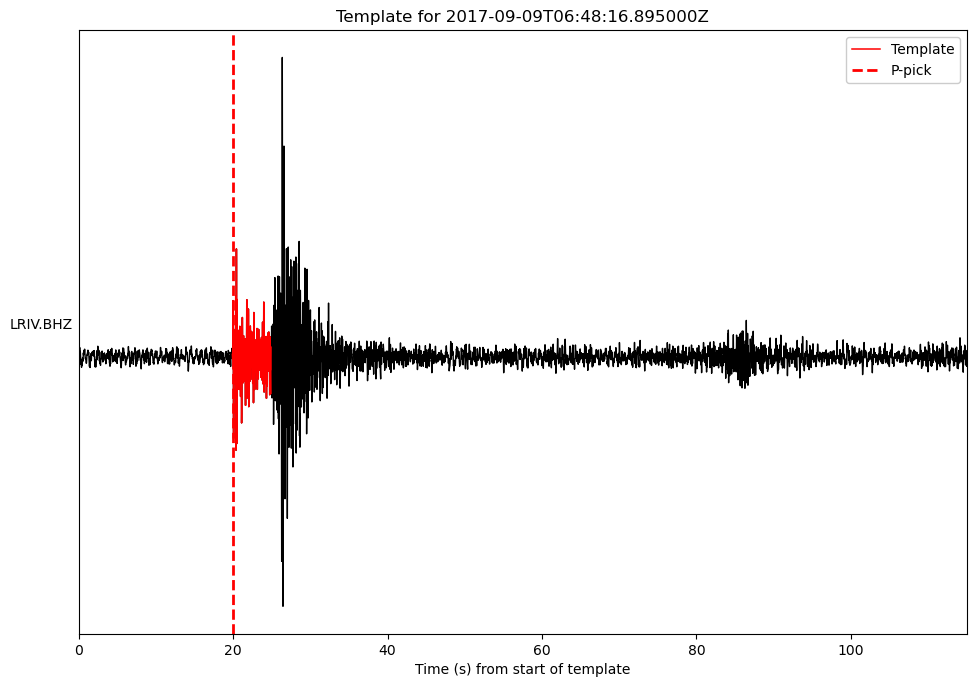 Template for 2017-09-09T06:48:16.895000Z
Template
P-pick
LRIV.BHZ
0 20 40 60 80 100
Time (s) from start of template